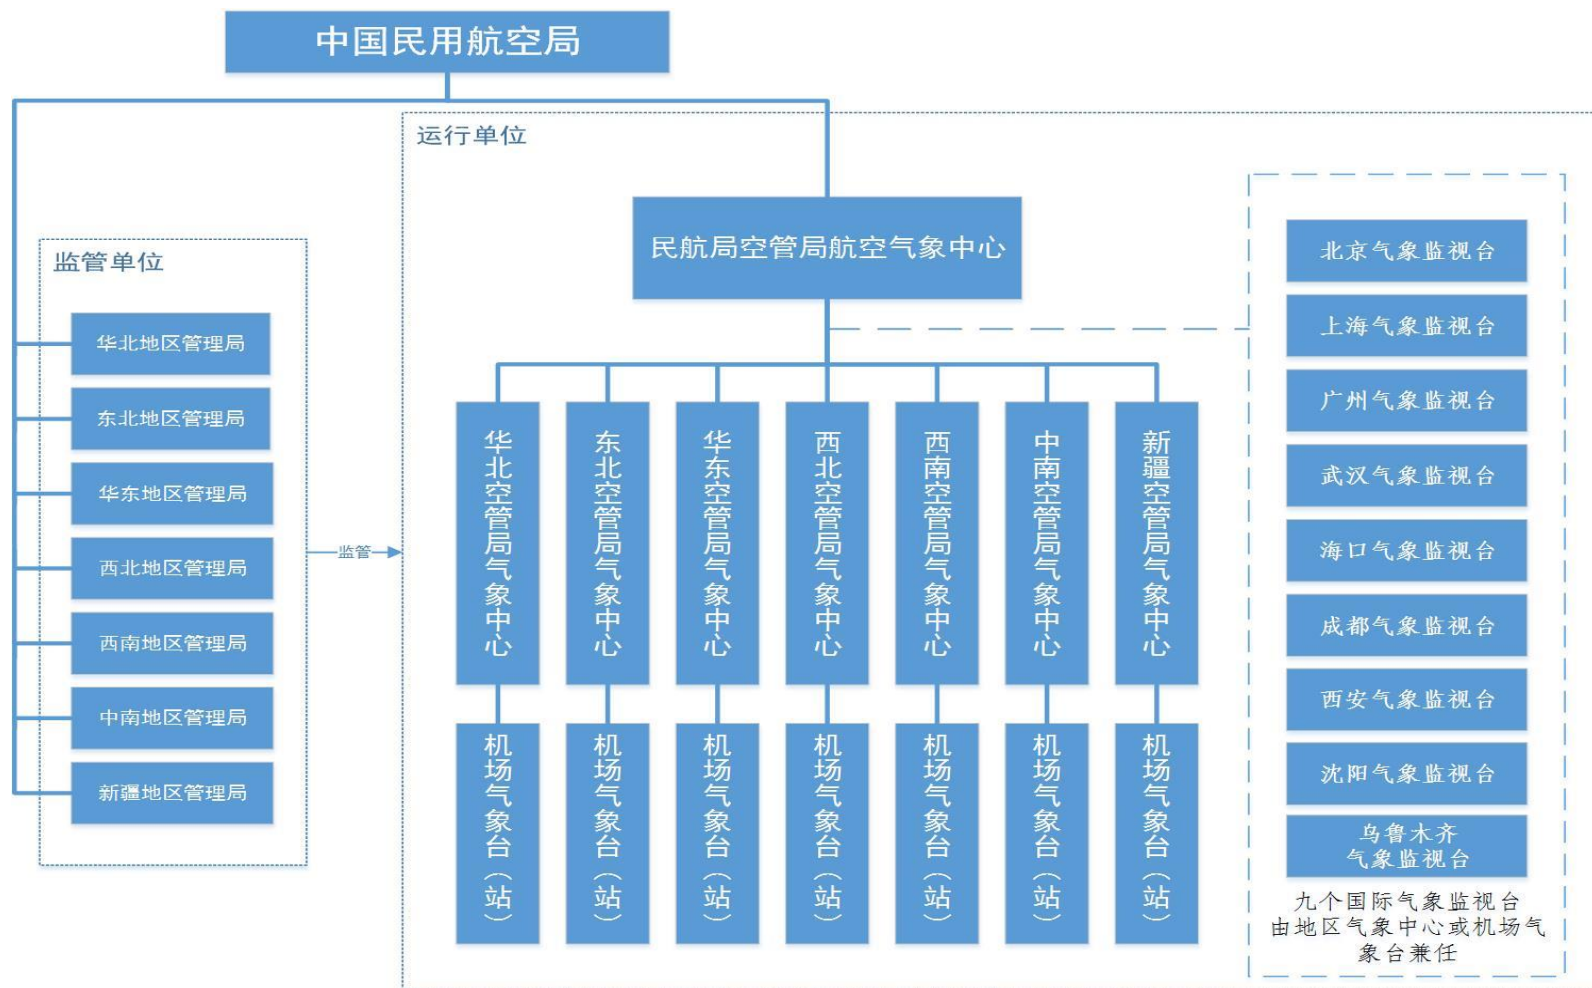 中国民用航空局
运行单位
民航局空管局航空气象中心
监管单位
华北地区管理局
东北地区管理局
华东地区管理局
西北地区管理局
西南地区管理局
中南地区管理局
新疆地区管理局
监管
华北空管局气象中心
东北空管局气象中心
华东空管局气象中心
西北空管局气象中心
西南空管局气象中心
中南空管局气象中心
新疆空管局气象中心
机场气象台（站）
机场气象台（站）
机场气象台（站）
机场气象台（站）
机场气象台（站）
机场气象台（站）
机场气象台（站）
北京气象监视台
上海气象监视台
广州气象监视台
武汉气象监视台
海口气象监视台
成都气象监视台
西安气象监视台
沈阳气象监视台
乌鲁木齐
气象监视台
九个国际气象监视台
由地区气象中心或机场气
象台兼任